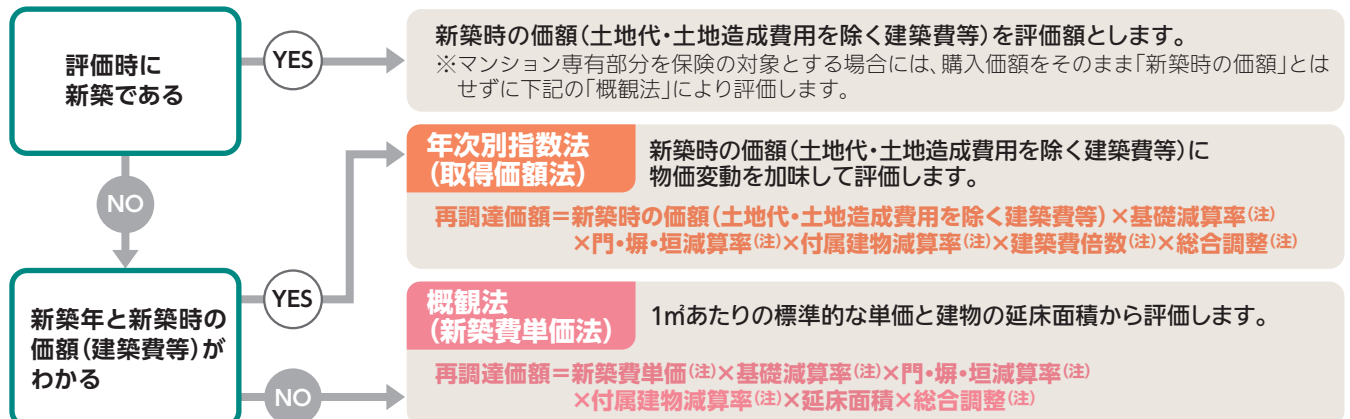 評価時に
新築である
YES
新築時の価額(土地代・土地造成費用を除く建築費等)を評価額とします。
※マンション専有部分を保険の対象とする場合には、購入価額をそのまま「新築時の価額」とは
せずに下記の「概観法」により評価します。
NO
年次別指数法
(取得価額法)
新築時の価額(土地代・土地造成費用を除く建築費等)に
物価変動を加味して評価します。
再調達価額=新築時の価額(土地代・土地造成費用を除く建築費等)×基礎減算率(注)
×門・塀・垣減算率(注)×付属建物減算率(注)×建築費倍数(注)×総合調整(注)
新築年と新築時の
価額(建築費等)が
わかる
YES
NO
概観法
(新築費単価法)
1㎡あたりの標準的な単価と建物の延床面積から評価します。
再調達価額=新築費単価(注)×基礎減算率(注)×門・塀・垣減算率(注)
×付属建物減算率(注)×延床面積×総合調整(注)